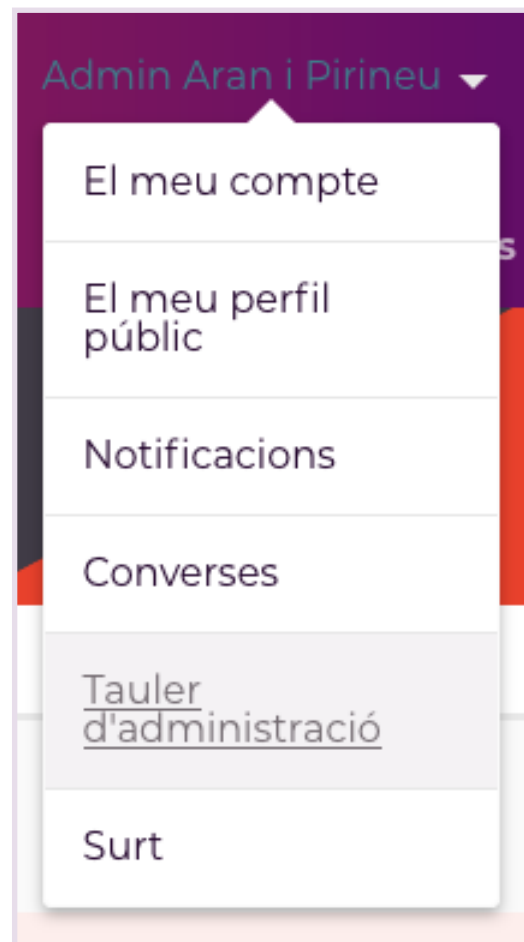 Admin Aran i Pirineu
El meu compte
s
El meu perfil
públic
Notificacions
Converses
Tauler
d'administració
Surt